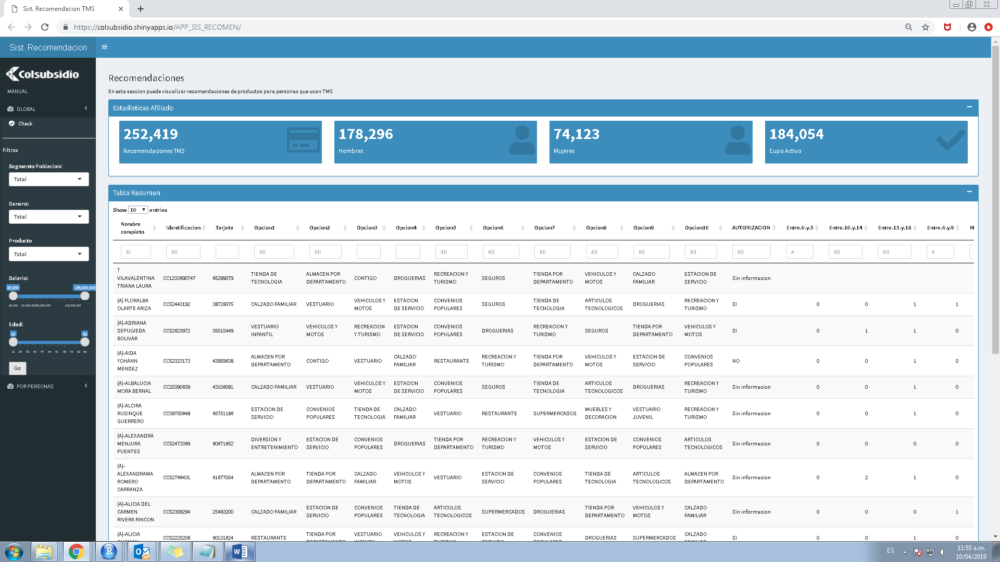 Sist. Recomendacion TMS
https://colsubsidio.shinyapps.io/APP_SIS_RECOMEN/
Sist. Recomendacion
Colsubsidio
MANUAL
GLOBAL
Check
Filtros
Segmento Poblacion:
Total
Genero:
Total
Producto
Total
Salario:
80,000 156,000,000
Edad:
19 88
Go
POR PERSONAS
Recomendaciones
En esta seccion puede visualizar recomendaciones de productos para personas que usan TMS
Estadisticas Afiliado
252,419 178,296 74,123 184,054
Recomendaciones TMS Hombres Mujeres Cupo Activo
Tabla Resumen
Show 10 entries
Nombre completo Identificacion Tarjeta Opcion1 Opcion2 Opcion3 Opcion4 Opcion5 Opcion6 Opcion7 Opcion8 Opcion9 Opcion10 AUTORIZACION Entre.0.y.5 Entre.10.y.14 Entre.15.y.18 Entre.6.y.9 M
Al All All All All All All All All All All A All All A
? VILAVALENTINA TRIANA LAURA CC1233690747 65299079 TIENDA DE TECNOLOGIA ALMACEN POR DEPARTAMENTO CONTIGO DROGUERIAS RECREACION Y TURISMO SEGUROS TIENDA POR DEPARTAMENTO VEHICULOS Y MOTOS CALZADO FAMILIAR ESTACION DE SERVICIO Sin informacion
(A) FLORALBA OLARTE ARIZA CC52443192 38726075 CALZADO FAMILIAR VESTUARIO VEHICULOS Y MOTOS ESTACION DE SERVICIO CONVENIOS POPULARES SEGUROS TIENDA DE TECNOLOGIA ARTICULOS TECNOLOGICOS DROGUERIAS RECREACION Y TURISMO SI 0 0 1 1
(A)-ADRIANA SEPULVEDA BOLIVAR CC52623972 35015449 VESTUARIO INFANTIL VEHICULOS Y MOTOS RECREACION Y TURISMO ESTACION DE SERVICIO CONVENIOS POPULARES DROGUERIAS RECREACION Y TURISMO SEGUROS TIENDA POR DEPARTAMENTO VEHICULOS Y MOTOS SI 0 1 1 0
(A)-AIDA YOHANN MENDEZ CC52323173 43959638 ALMACEN POR DEPARTAMENTO CONTIGO VESTUARIO CALZADO FAMILIAR RESTAURANTE RECREACION Y TURISMO TIENDA POR DEPARTAMENTO VEHICULOS Y MOTOS ESTACION DE SERVICIO CONVENIOS POPULARES NO 0 0 1 0
(A)-ALBALUCIA MORA BERNAL CC20390639 43106081 CALZADO FAMILIAR VESTUARIO VEHICULOS Y MOTOS ESTACION DE SERVICIO CONVENIOS POPULARES SEGUROS TIENDA DE TECNOLOGIA ARTICULOS TECNOLOGICOS DROGUERIAS RECREACION Y TURISMO Sin informacion 0 0 1 0
(A)-ALCIRA RUSINQUE GUERRERO CC39750648 65751186 ESTACION DE SERVICIO CONVENIOS POPULARES TIENDA DE TECNOLOGIA CALZADO FAMILIAR VESTUARIO RESTAURANTE SUPERMERCADOS MUEBLES Y DECORACION VESTUARIO JUVENIL RECREACION Y TURISMO Sin informacion 0 0 1 0
(A)-ALEXANDRA MENJURA PUENTES CC52473369 60671652 DIVERSION Y ENTRETENIMIENTO ESTACION DE SERVICIO CONVENIOS POPULARES DROGUERIAS TIENDA POR DEPARTAMENTO RECREACION Y TURISMO VEHICULOS Y MOTOS ESTACION DE SERVICIO CONVENIOS POPULARES ARTICULOS TECNOLOGICOS Sin informacion 0 0 0 0
(A)-ALEXANDRAMA ROMERO CARRANZA CC52766431 61677054 ALMACEN POR DEPARTAMENTO TIENDA POR DEPARTAMENTO CALZADO FAMILIAR VEHICULOS Y MOTOS VESTUARIO ESTACION DE SERVICIO CONVENIOS POPULARES TIENDA DE TECNOLOGIA ARTICULOS TECNOLOGICOS ALMACEN POR DEPARTAMENTO Sin informacion 0 2 1 0
(A)-ALICIA DEL CARMEN RIVERA RINCON CC52309294 25493200 CALZADO FAMILIAR ESTACION DE SERVICIO CONVENIOS POPULARES TIENDA DE TECNOLOGIA ARTICULOS TECNOLOGICOS SUPERMERCADOS DROGUERIAS TIENDA POR DEPARTAMENTO VEHICULOS Y MOTOS CALZADO FAMILIAR Sin informacion 0 0 0 1
(A)-ALICIA CC52225206 60131624 RESTAURANTE TIENDA POR VESTUARIO VEHICULOS Y RECREACION Y ESTACION DE CONVENIOS DROGUERIAS SUPERMERCADOS CALZADO SI 0 0 1 0
ES 11:55 a.m.
10/04/2019